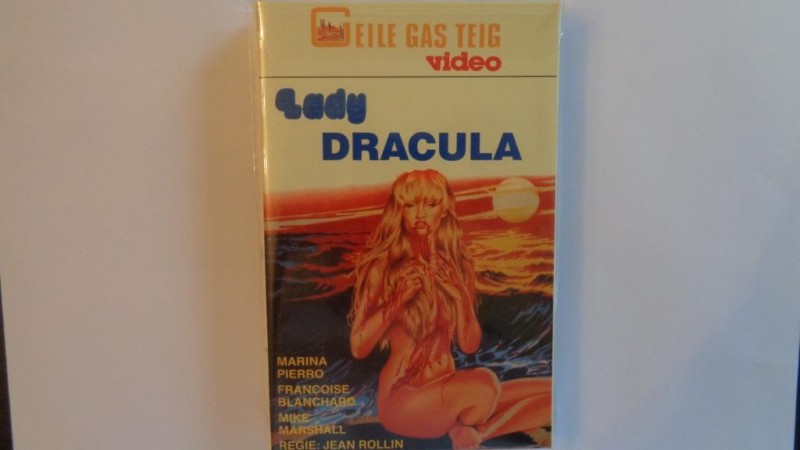 GEILE GAS TEIG
video
Lady
DRACULA
MARINA
PIERRO
FRANCOISE
BLANCHARD
MIKE
MARSHALL
REGIE: JEAN ROLLIN